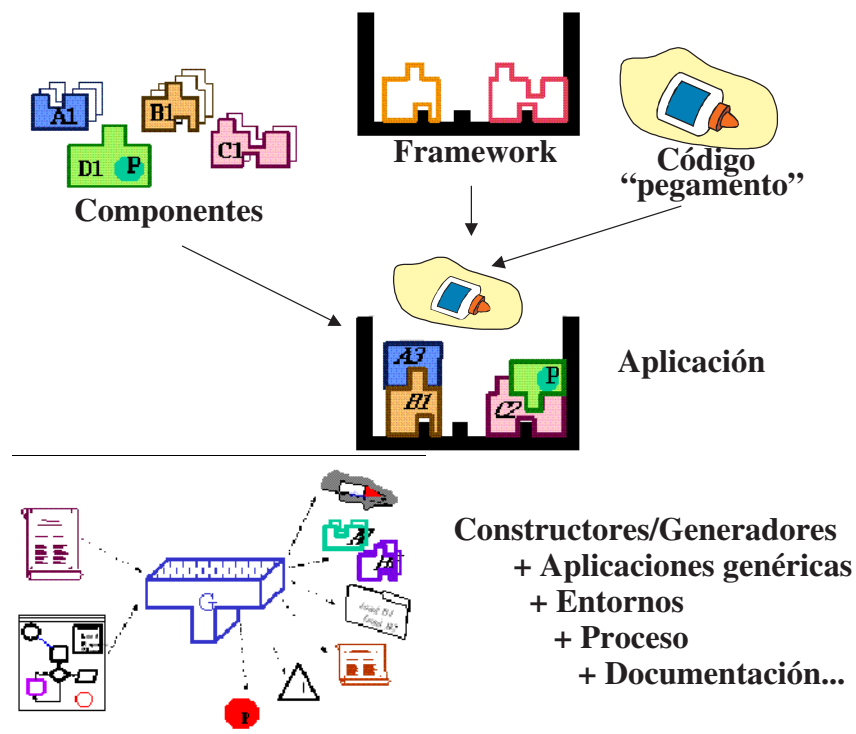 A1
B1
C1
D1 P
Componentes
Framework
Código
“pegamento”
A3
B1
C2
P
Aplicación
G
P
Constructores/Generadores
+ Aplicaciones genéricas
+ Entornos
+ Proceso
+ Documentación...